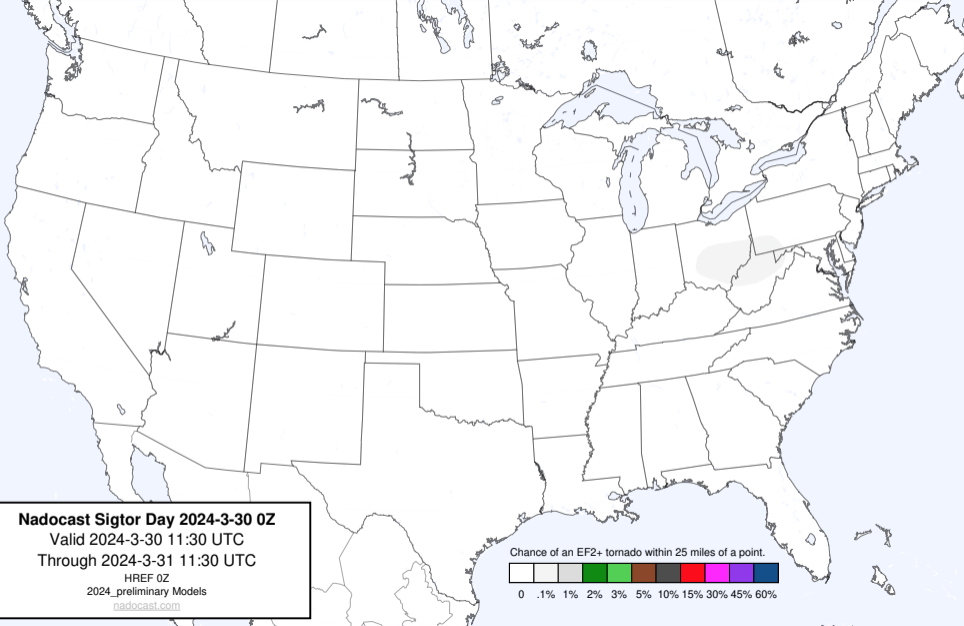 Nadocast Sigtor Day 2024-3-30 0Z
Valid 2024-3-30 11:30 UTC
Through 2024-3-31 11:30 UTC
HREF 0Z
2024_preliminary Models
nadocast.com
Chance of an EF2+ tornado within 25 miles of a point.
0 .1% 1% 2% 3% 5% 10% 15% 30% 45% 60%